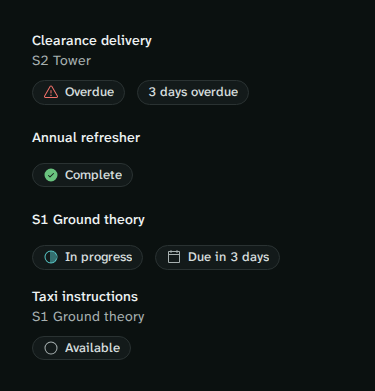 Clearance delivery
S2 Tower
Overdue 3 days overdue
Annual refresher
Complete
S1 Ground theory
In progress Due in 3 days
Taxi instructions
S1 Ground theory
Available